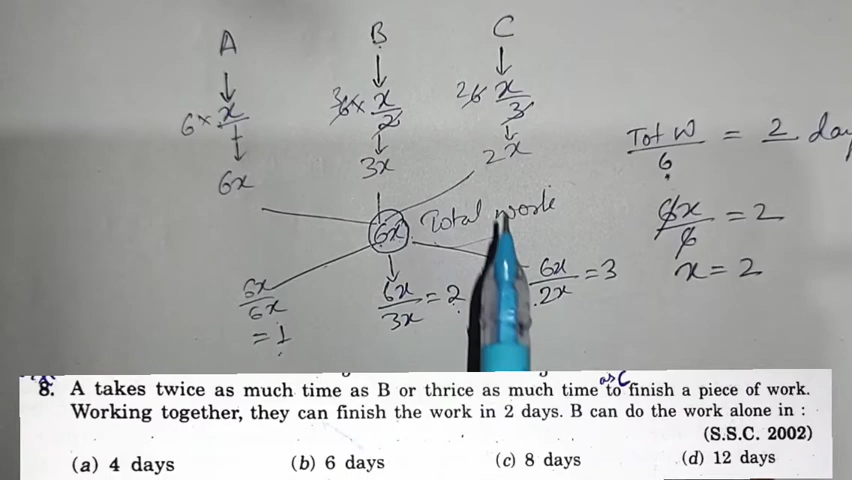 A B C
6 × x/1 36 × x/2 26 x/3
6x 3x 2x
Tot W/6 = 2 day
6x Total work
6x/6 = 2
x = 2
6x/6x = 1 6x/3x = 2 6x/2x = 3
as C
8. A takes twice as much time as B or thrice as much time to finish a piece of work.
Working together, they can finish the work in 2 days. B can do the work alone in :
(S.S.C. 2002)
(a) 4 days (b) 6 days (c) 8 days (d) 12 days